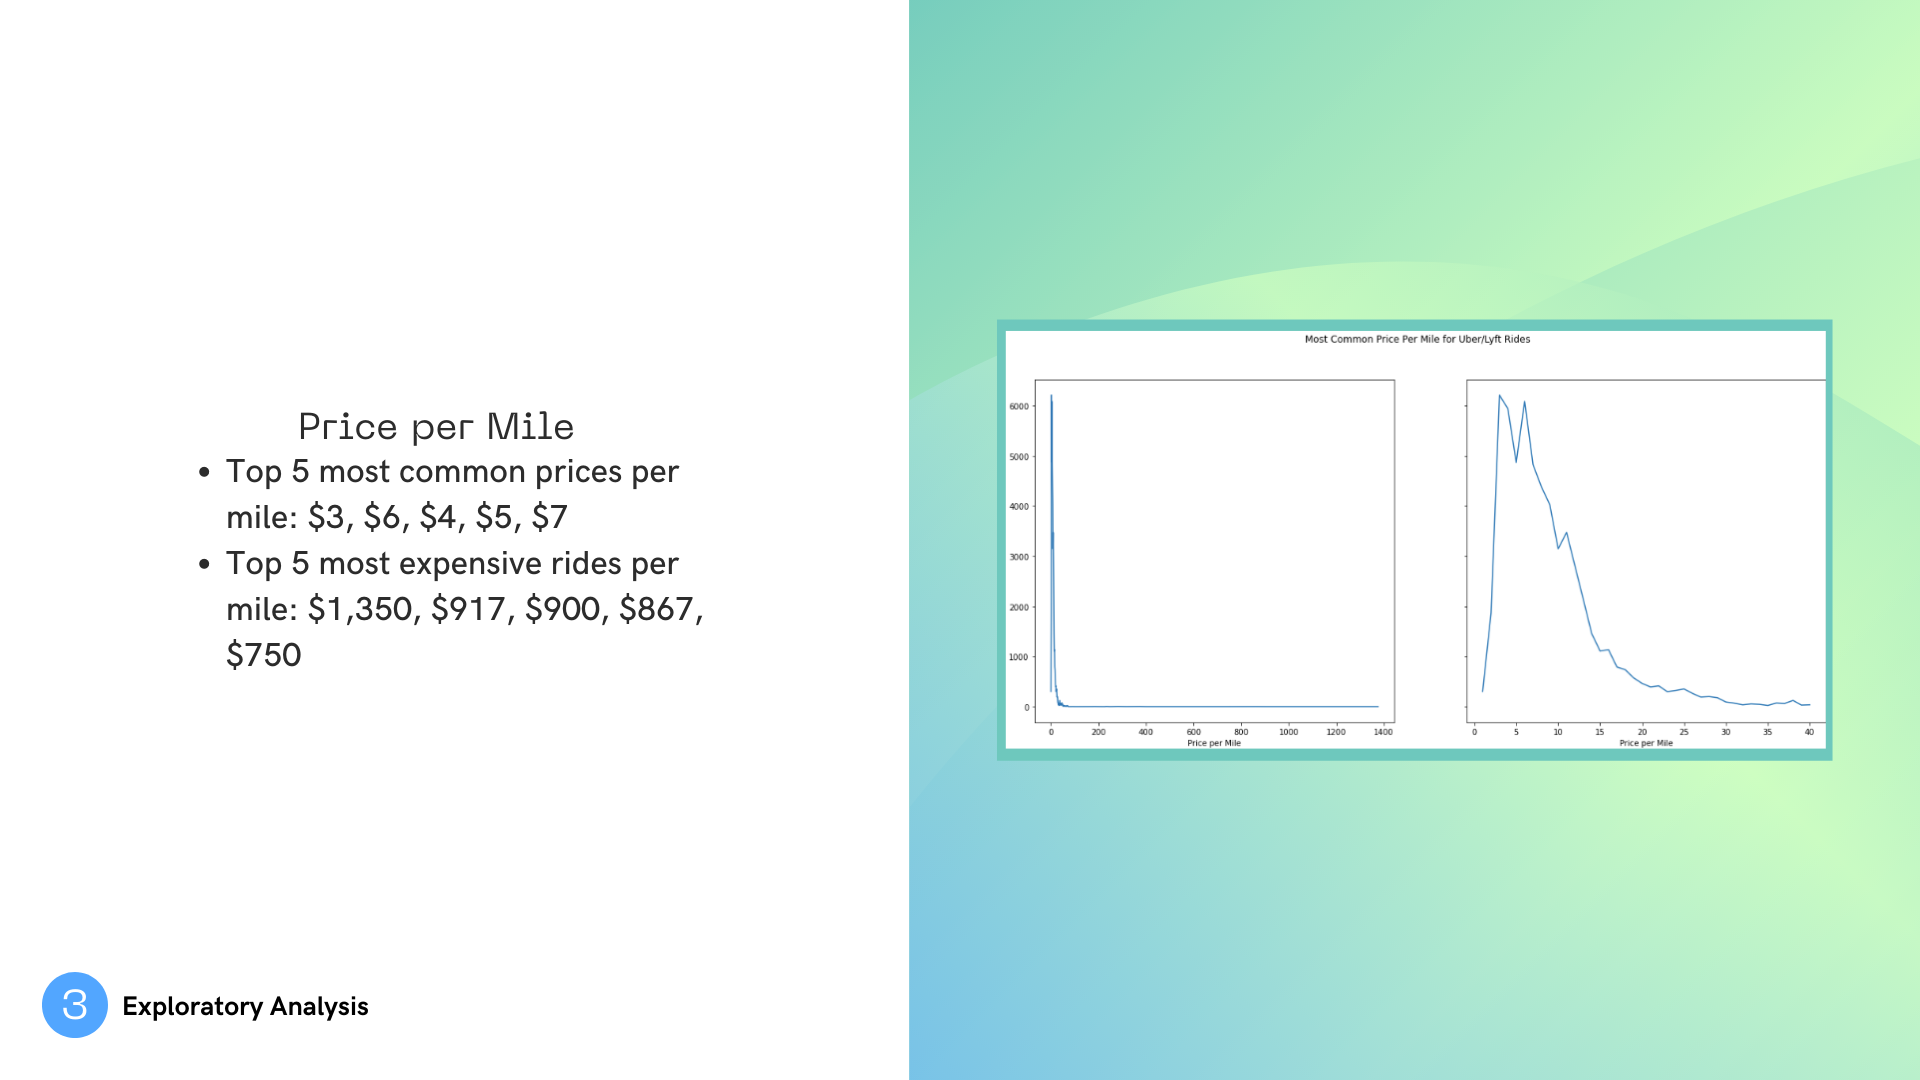 Price per Mile
• Top 5 most common prices per
mile: $3, $6, $4, $5, $7
• Top 5 most expensive rides per
mile: $1,350, $917, $900, $867,
$750
3 Exploratory Analysis
Most Common Price Per Mile for Uber/Lyft Rides
6000
5000
4000
3000
2000
1000
0
0 200 400 600 800 1000 1200 1400
Price per Mile
0 5 10 15 20 25 30 35 40
Price per Mile